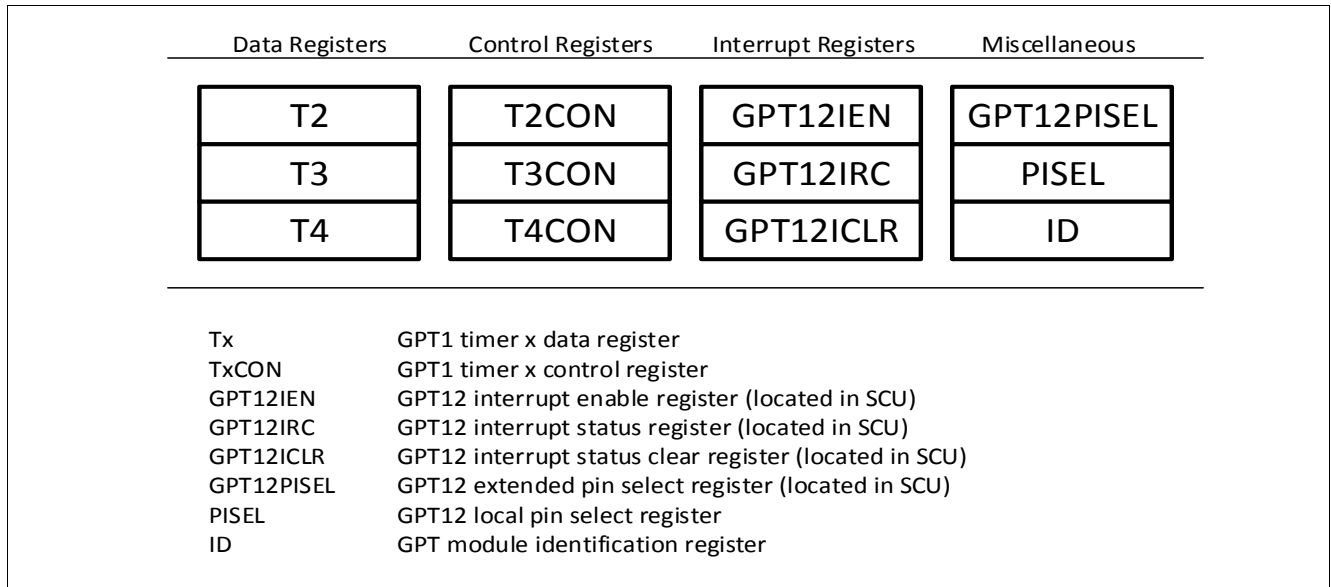 Data Registers Control Registers Interrupt Registers Miscellaneous
T2 T2CON GPT12IEN GPT12PISEL
T3 T3CON GPT12IRC PISEL
T4 T4CON GPT12ICLR ID
Tx GPT1 timer x data register
TxCON GPT1 timer x control register
GPT12IEN GPT12 interrupt enable register (located in SCU)
GPT12IRC GPT12 interrupt status register (located in SCU)
GPT12ICLR GPT12 interrupt status clear register (located in SCU)
GPT12PISEL GPT12 extended pin select register (located in SCU)
PISEL GPT12 local pin select register
ID GPT module identification register